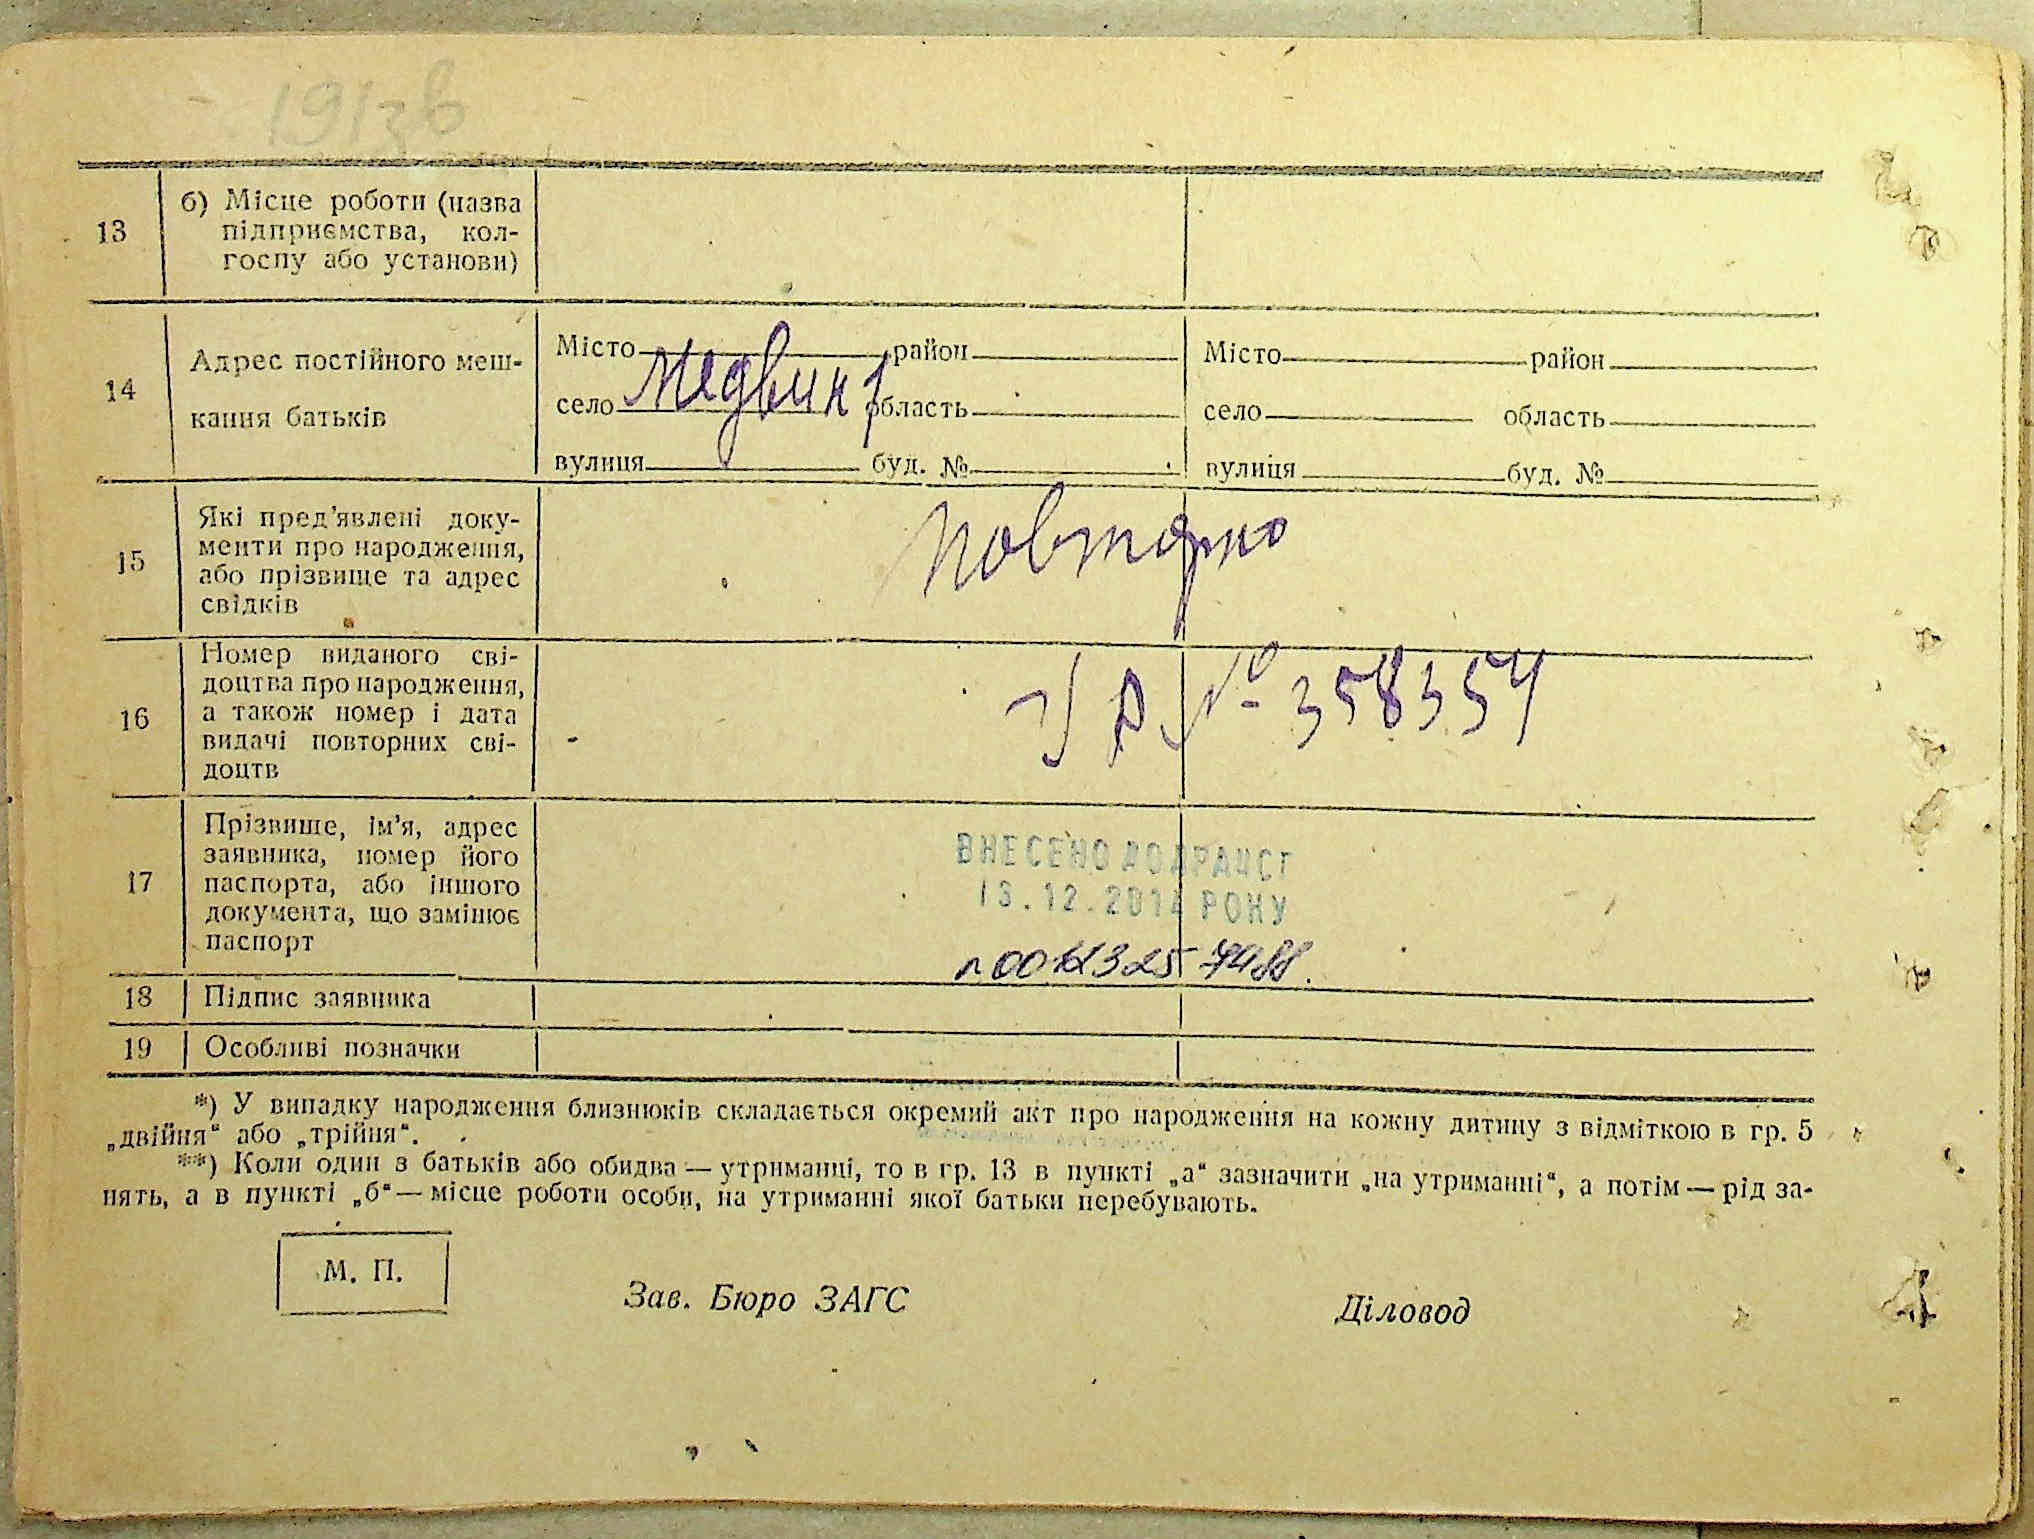 13
б) Місце роботи (назва
підприємства, кол-
госпу або установи)
14
Адрес постійного меш-
кання батьків
Місто район
село Медвин область
вулиця буд. №
Місто район
село область
вулиця буд. №
15
Які пред’явлені доку-
менти про народження,
або прізвище та адрес
свідків
повторно
16
Номер виданого сві-
доцтва про народження,
а також номер і дата
видачі повторних сві-
доцтв
№ 358354
17
Прізвише, ім’я, адрес
заявника, номер його
паспорта, або іншого
документа, що замінює
паспорт
ВНЕСЕНО ДО ДРАЦСГ
13.12.2014 РОКУ
18
Підпис заявника
19
Особливі позначки
*) У випадку народження близнюків складається окремий акт про народження на кожну дитину з відміткою в гр. 5
„двійня“ або „трійня“.
**) Коли один з батьків або обидва — утриманці, то в гр. 13 в пункті „а“ зазначити „на утриманні“, а потім — рід за-
нять, а в пункті „б“ — місце роботи особи, на утриманні якої батьки перебувають.
М. П.
Зав. Бюро ЗАГС
Діловод